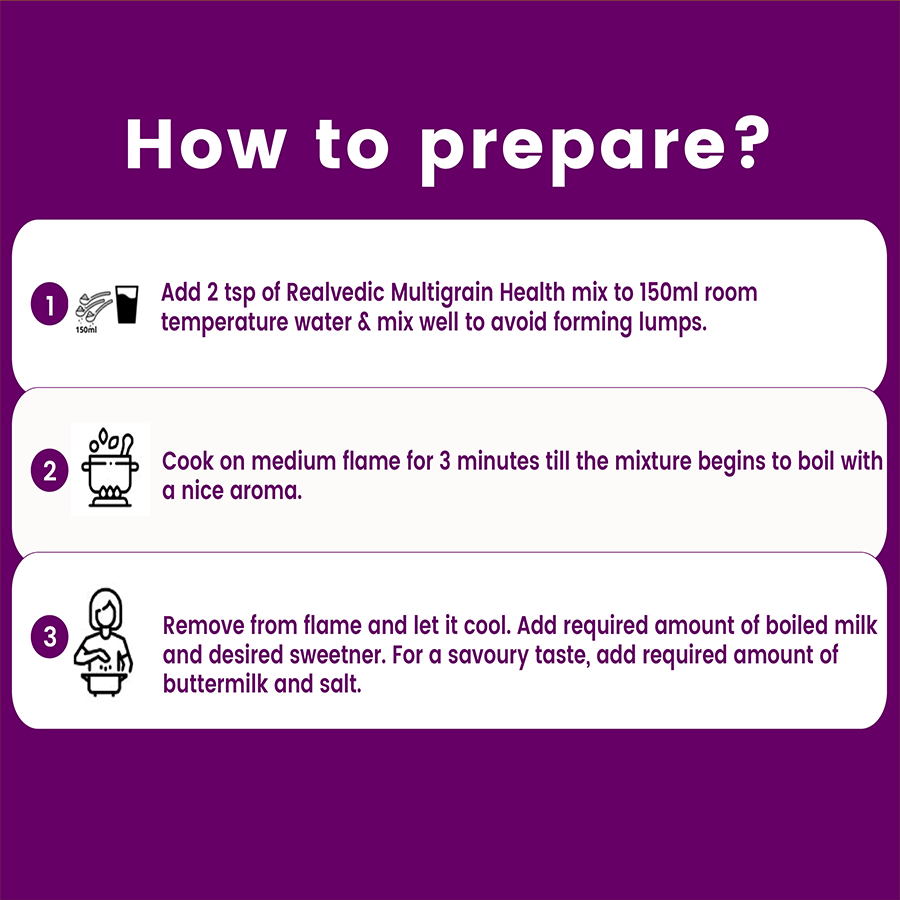 How to prepare?
1
150ml
Add 2 tsp of Realvedic Multigrain Health mix to 150ml room
temperature water & mix well to avoid forming lumps.
2
Cook on medium flame for 3 minutes till the mixture begins to boil with
a nice aroma.
3
Remove from flame and let it cool. Add required amount of boiled milk
and desired sweetner. For a savoury taste, add required amount of
buttermilk and salt.